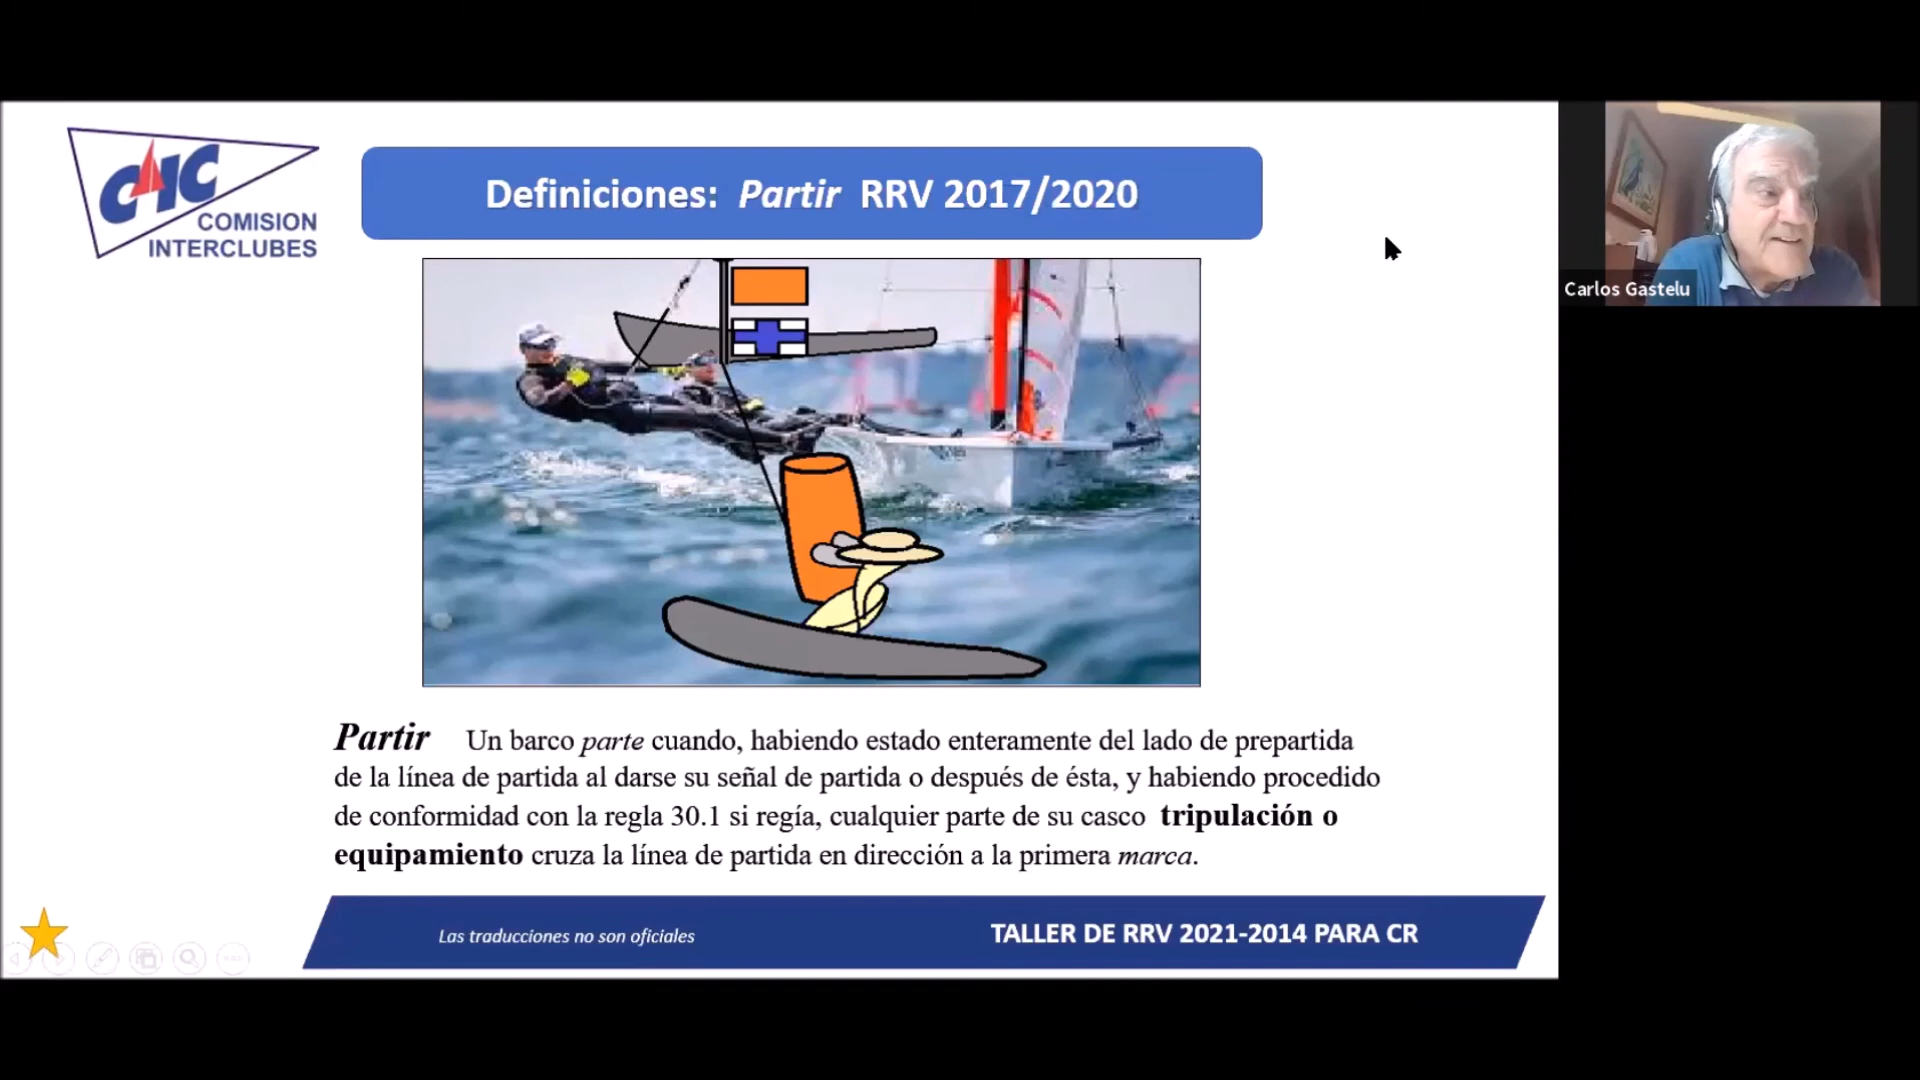 CIC
COMISION
INTERCLUBES
Definiciones: Partir RRV 2017/2020
Carlos Gastelu
Partir Un barco parte cuando, habiendo estado enteramente del lado de prepartida
de la línea de partida al darse su señal de partida o después de ésta, y habiendo procedido
de conformidad con la regla 30.1 si regía, cualquier parte de su casco tripulación o
equipamiento cruza la línea de partida en dirección a la primera marca.
Las traducciones no son oficiales
TALLER DE RRV 2021-2014 PARA CR